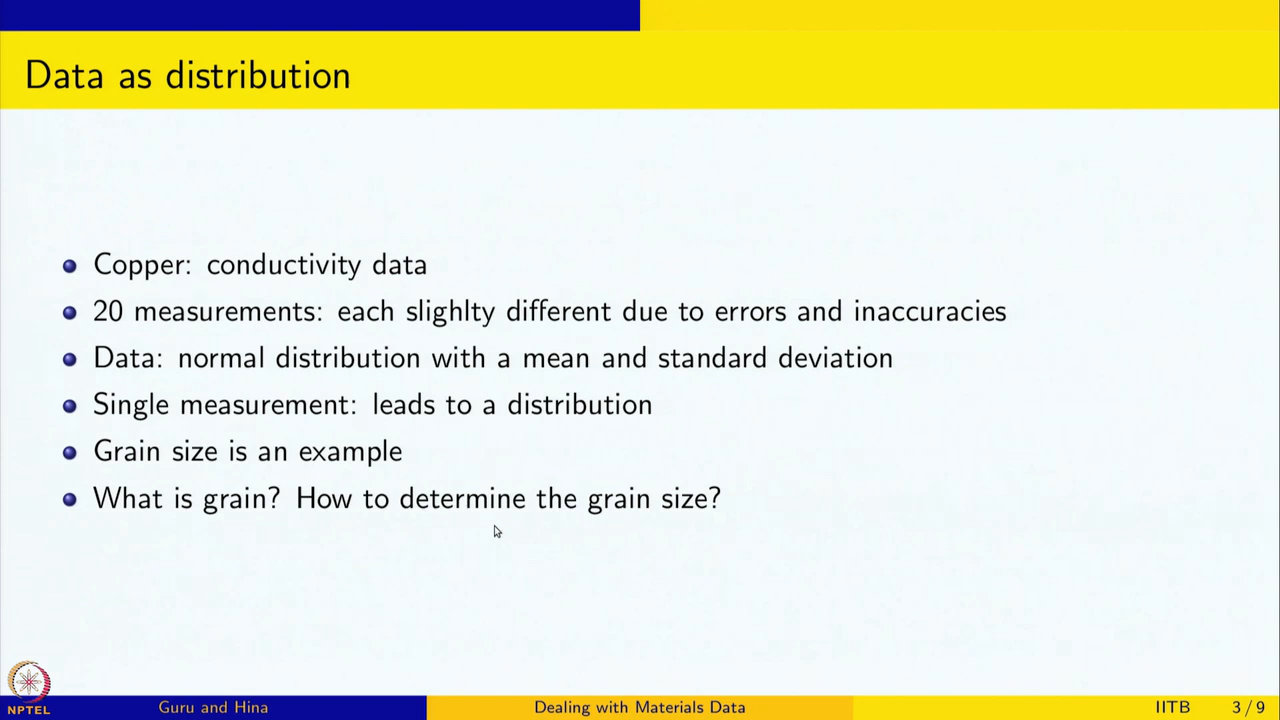 Data as distribution
Copper: conductivity data
20 measurements: each slighlty different due to errors and inaccuracies
Data: normal distribution with a mean and standard deviation
Single measurement: leads to a distribution
Grain size is an example
What is grain? How to determine the grain size?
NPTEL
Guru and Hina
Dealing with Materials Data
IITB
3 / 9